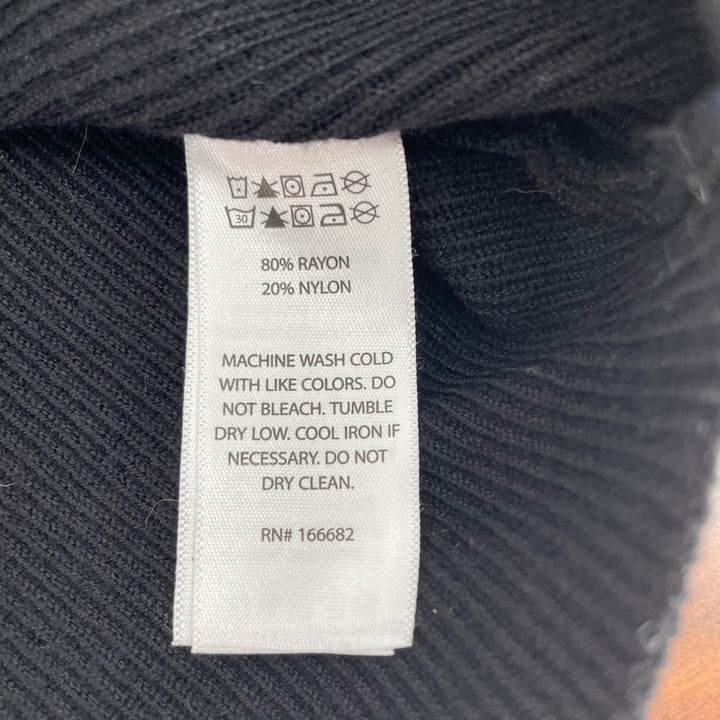 30
80% RAYON
20% NYLON
MACHINE WASH COLD
WITH LIKE COLORS. DO
NOT BLEACH. TUMBLE
DRY LOW. COOL IRON IF
NECESSARY. DO NOT
DRY CLEAN.
RN# 166682